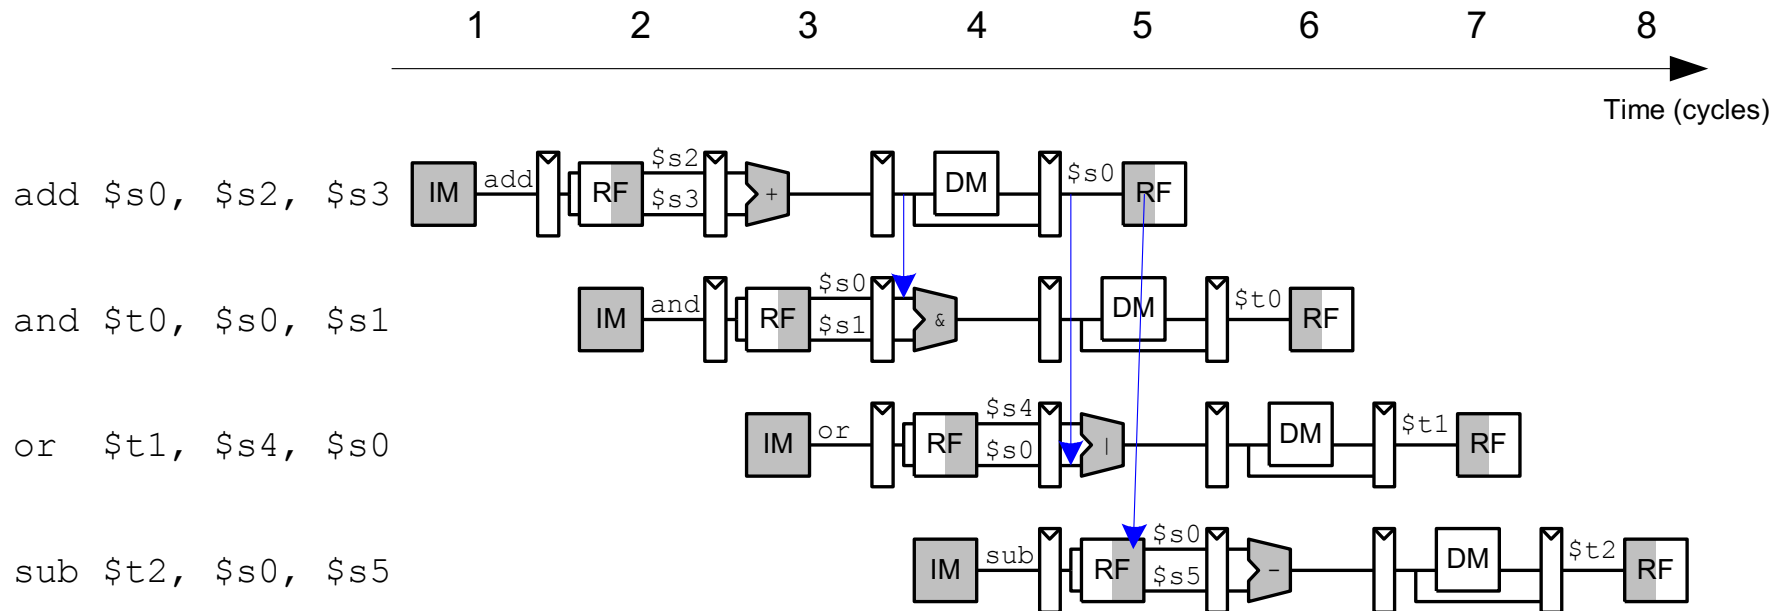 1 2 3 4 5 6 7 8
Time (cycles)
add $s0, $s2, $s3 IM add RF $s2 $s3 + DM $s0 RF
and $t0, $s0, $s1 IM and RF $s0 $s1 & DM $t0 RF
or $t1, $s4, $s0 IM or RF $s4 $s0 | DM $t1 RF
sub $t2, $s0, $s5 IM sub RF $s0 $s5 - DM $t2 RF